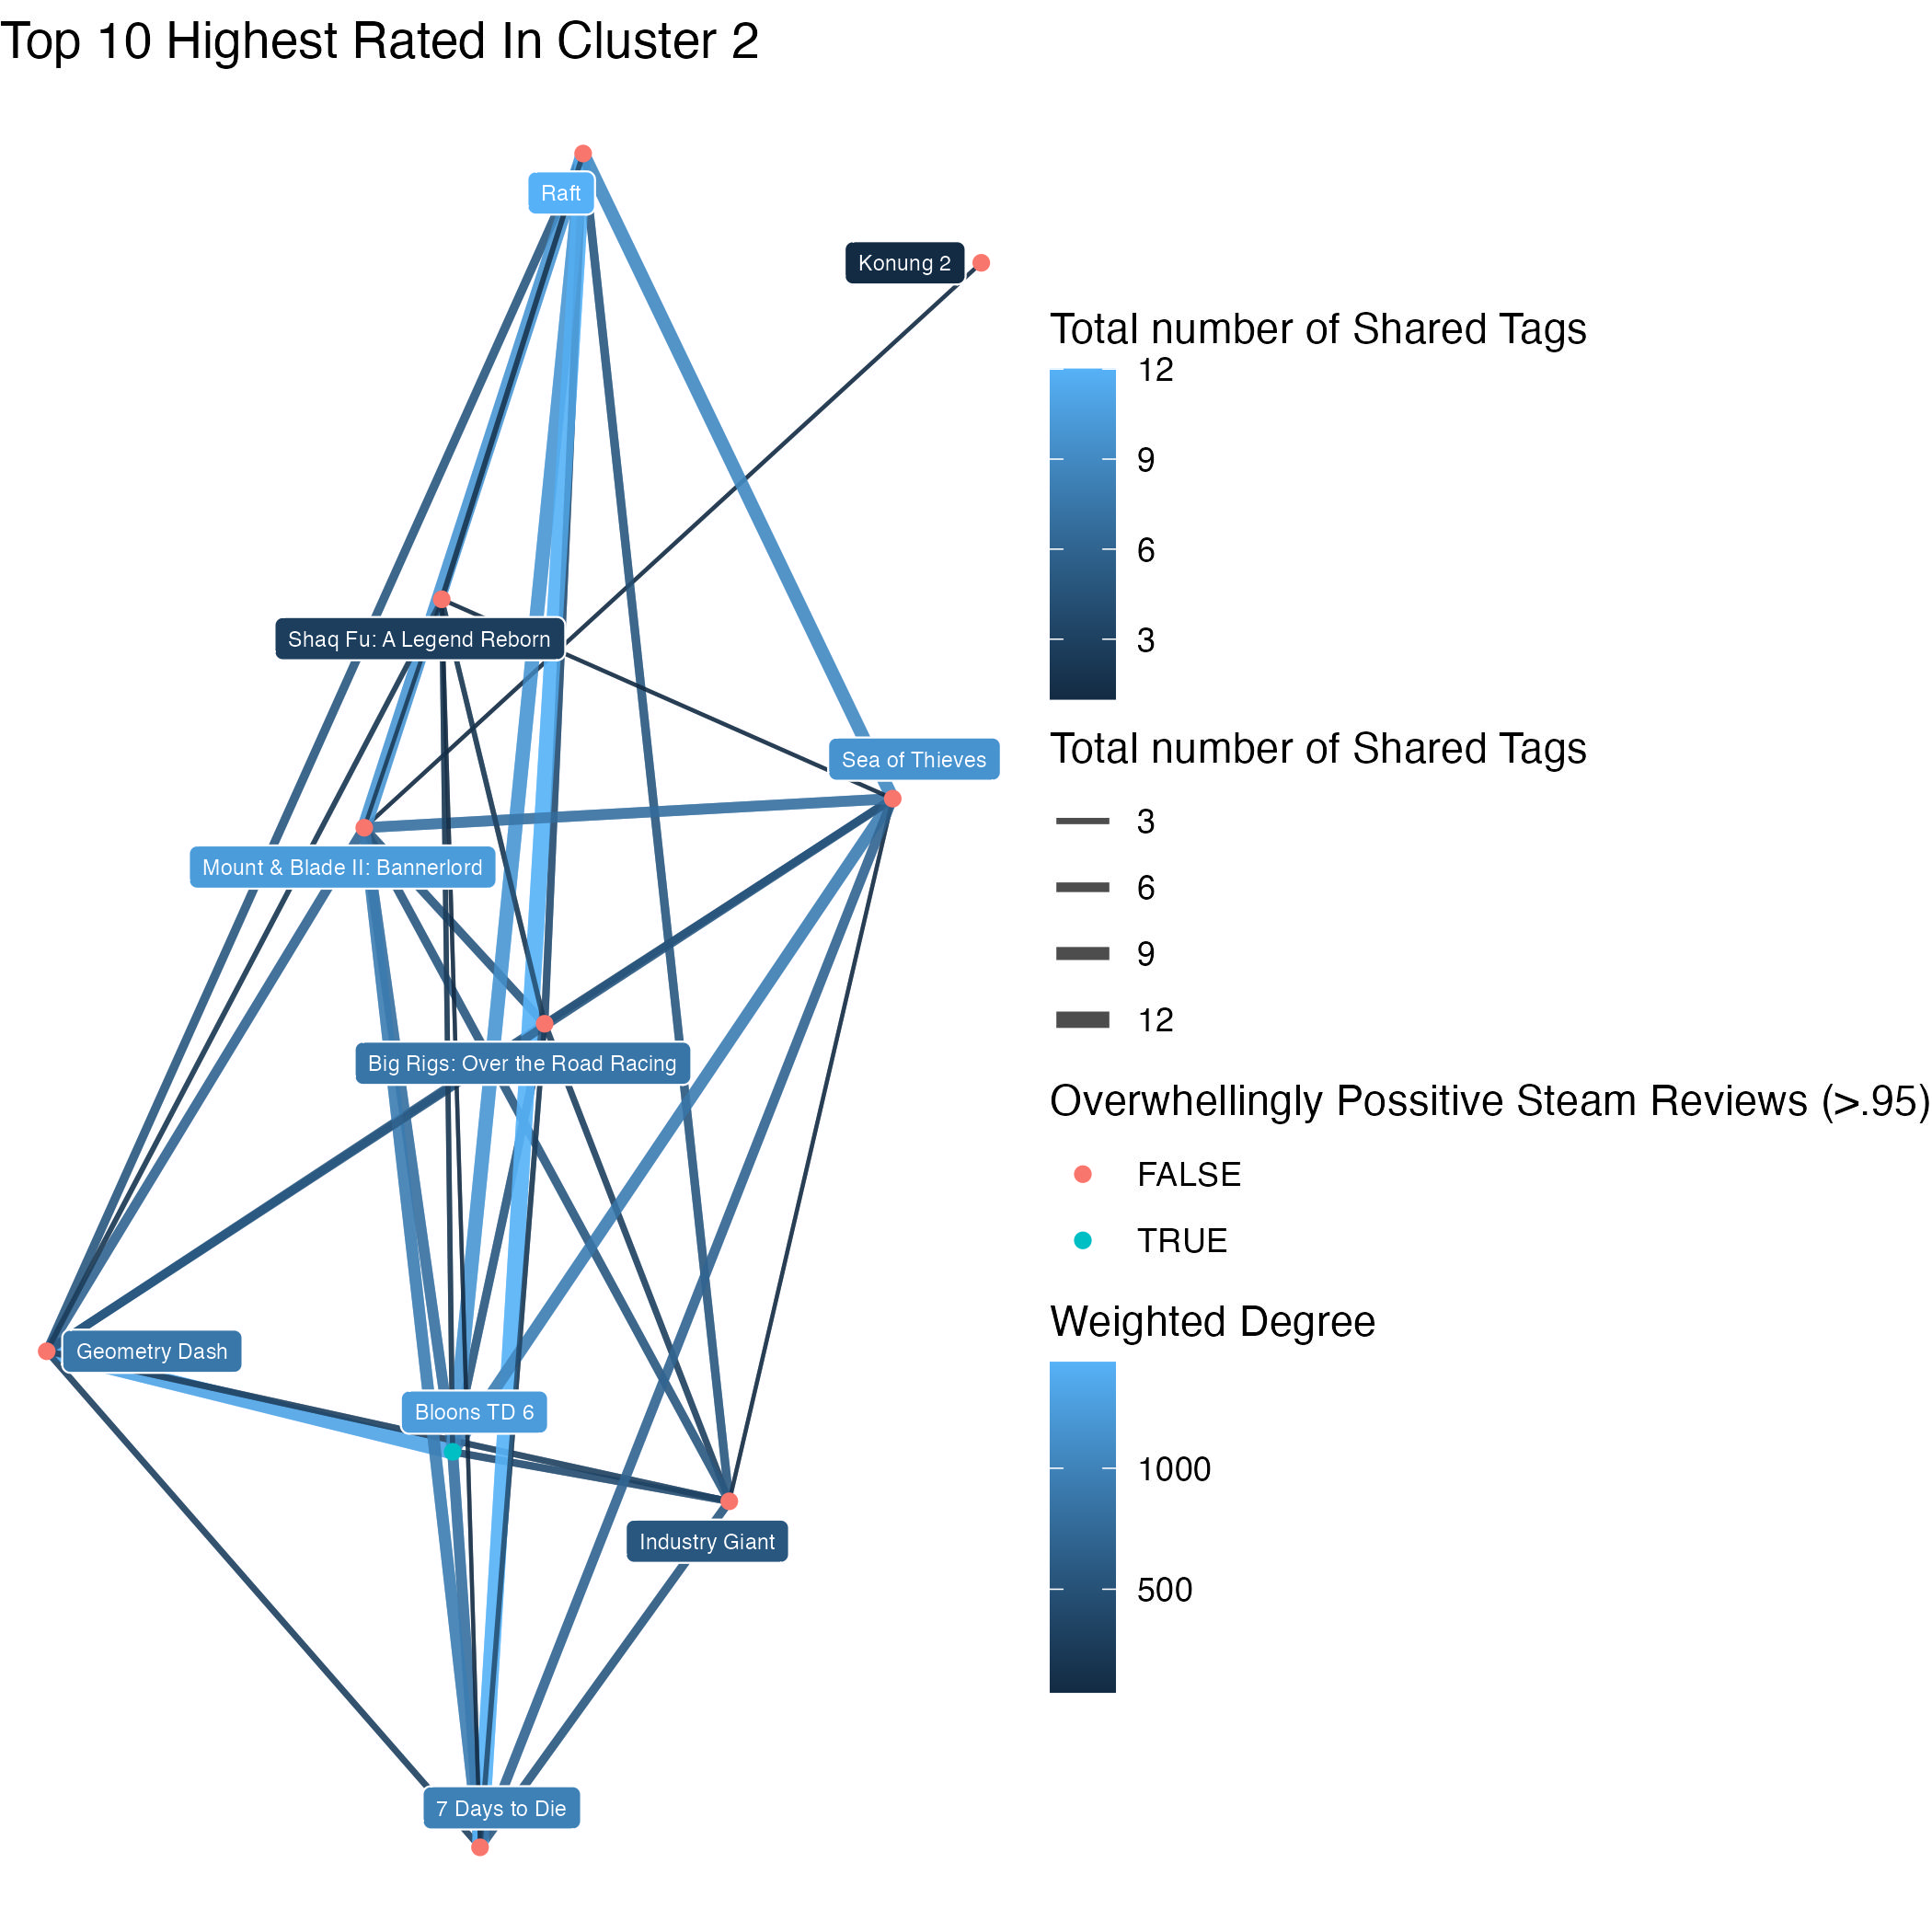 Top 10 Highest Rated In Cluster 2
Raft
Konung 2
Shaq Fu: A Legend Reborn
Sea of Thieves
Mount & Blade II: Bannerlord
Big Rigs: Over the Road Racing
Geometry Dash
Bloons TD 6
Industry Giant
7 Days to Die
Total number of Shared Tags
12
9
6
3
Total number of Shared Tags
3
6
9
12
Overwhellingly Possitive Steam Reviews (>.95)
FALSE
TRUE
Weighted Degree
1000
500